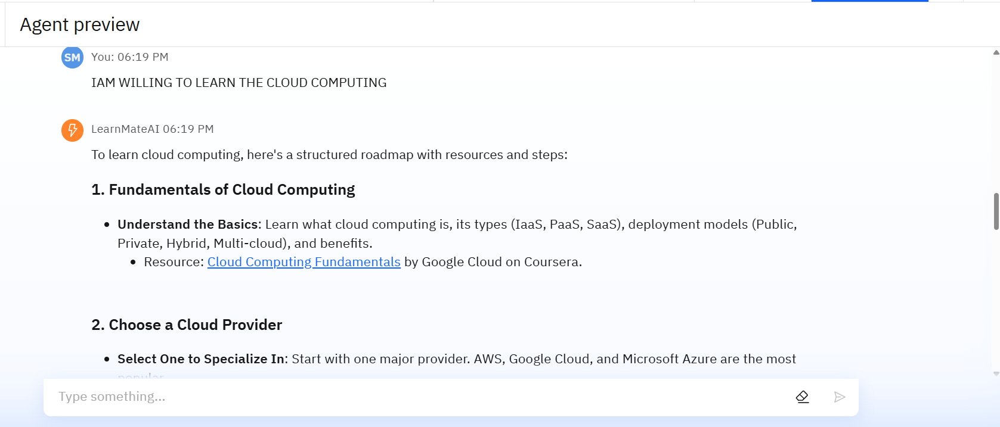 Agent preview
SM
You: 06:19 PM
IAM WILLING TO LEARN THE CLOUD COMPUTING
LearnMateAI 06:19 PM
To learn cloud computing, here's a structured roadmap with resources and steps:
1. Fundamentals of Cloud Computing
• Understand the Basics: Learn what cloud computing is, its types (IaaS, PaaS, SaaS), deployment models (Public,
Private, Hybrid, Multi-cloud), and benefits.
• Resource: Cloud Computing Fundamentals by Google Cloud on Coursera.
2. Choose a Cloud Provider
• Select One to Specialize In: Start with one major provider. AWS, Google Cloud, and Microsoft Azure are the most
popular
Type something...